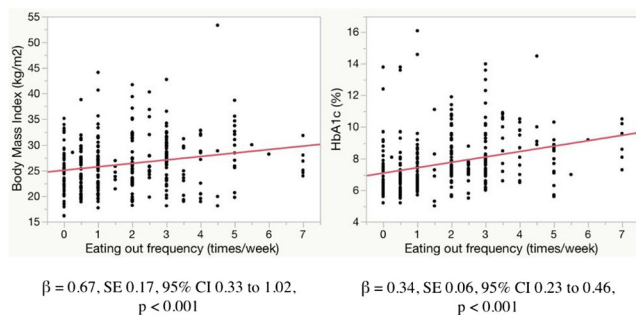 Body Mass Index (kg/m2)
55
50
45
40
35
30
25
20
15
0 1 2 3 4 5 6 7
Eating out frequency (times/week)
β = 0.67, SE 0.17, 95% CI 0.33 to 1.02,
p < 0.001
HbA1c (%)
16
14
12
10
8
6
4
0 1 2 3 4 5 6 7
Eating out frequency (times/week)
β = 0.34, SE 0.06, 95% CI 0.23 to 0.46,
p < 0.001